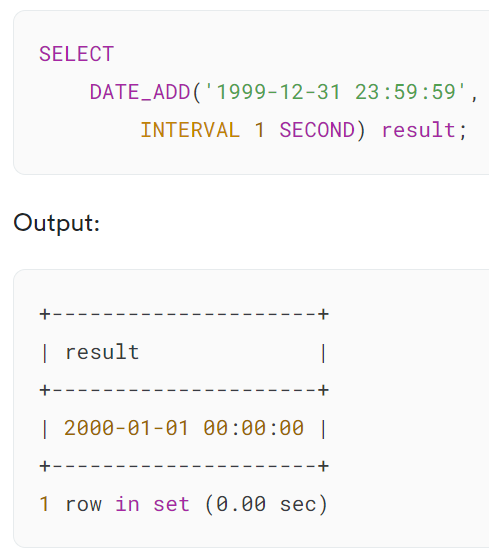 SELECT
    DATE_ADD('1999-12-31 23:59:59',
        INTERVAL 1 SECOND) result;
Output:
+---------------------+
| result              |
+---------------------+
| 2000-01-01 00:00:00 |
+---------------------+
1 row in set (0.00 sec)